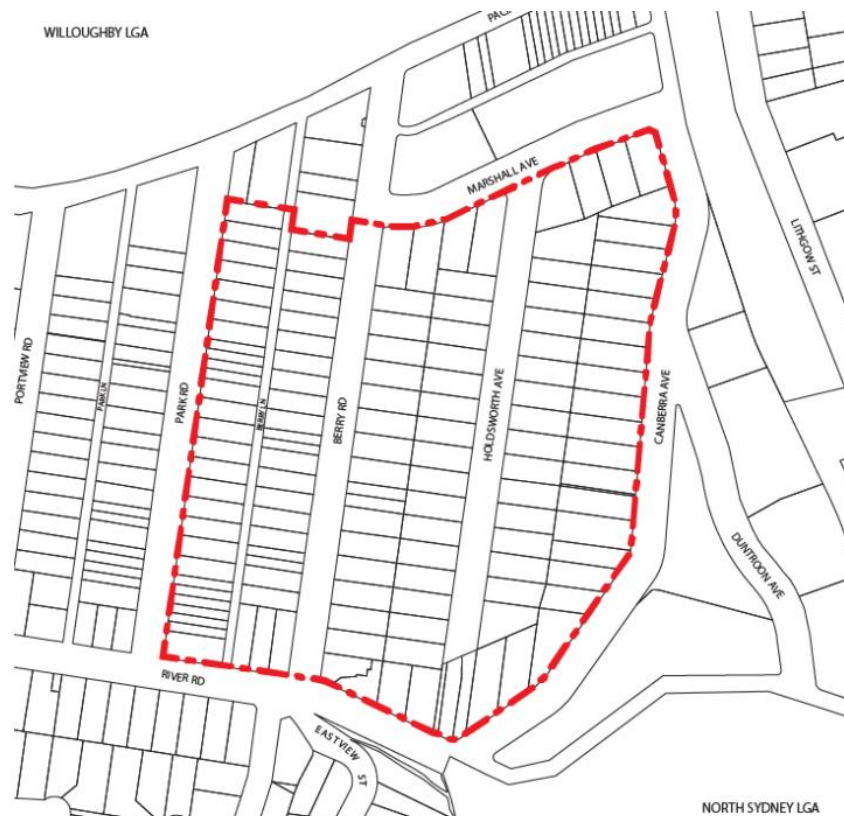 WILLOUGHBY LGA
PAC
MARSHALL AVE
LITHGOW ST
PORTVIEW RD
PARK LN
PARK RD
BERRY LN
BERRY RD
HOLDSWORTH AVE
CANBERRA AVE
DUNTROON AVE
RIVER RD
EASTVIEW ST
NORTH SYDNEY LGA